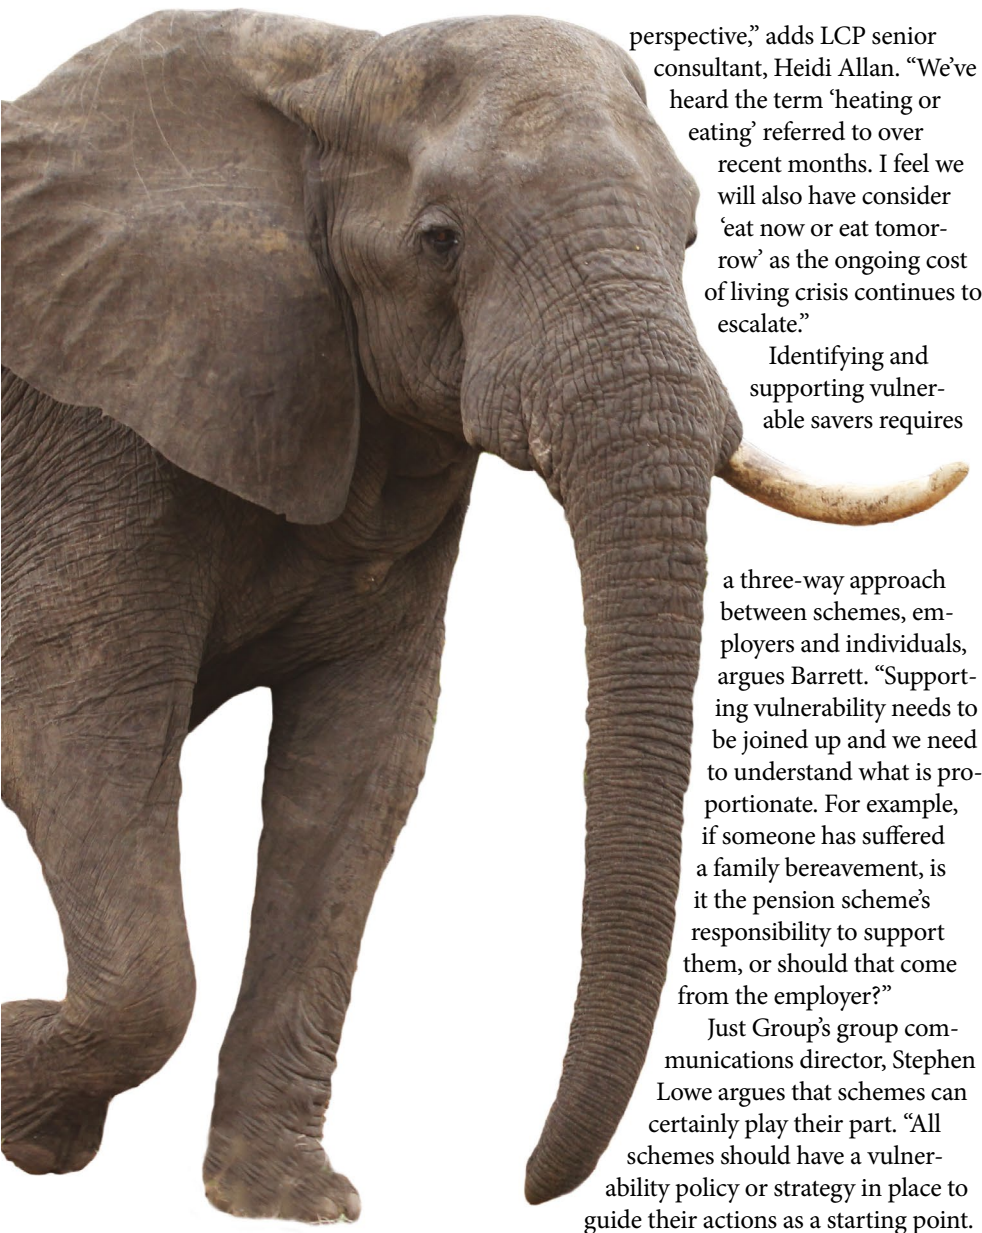 perspective,” adds LCP senior
consultant, Heidi Allan. “We’ve
heard the term ‘heating or
eating’ referred to over
recent months. I feel we
will also have consider
‘eat now or eat tomor-
row’ as the ongoing cost
of living crisis continues to
escalate.”
Identifying and
supporting vulner-
able savers requires
a three-way approach
between schemes, em-
ployers and individuals,
argues Barrett. “Support-
ing vulnerability needs to
be joined up and we need
to understand what is pro-
portionate. For example,
if someone has suffered
a family bereavement, is
it the pension scheme’s
responsibility to support
them, or should that come
from the employer?”
Just Group’s group com-
munications director, Stephen
Lowe argues that schemes can
certainly play their part. “All
schemes should have a vulner-
ability policy or strategy in place to
guide their actions as a starting point.